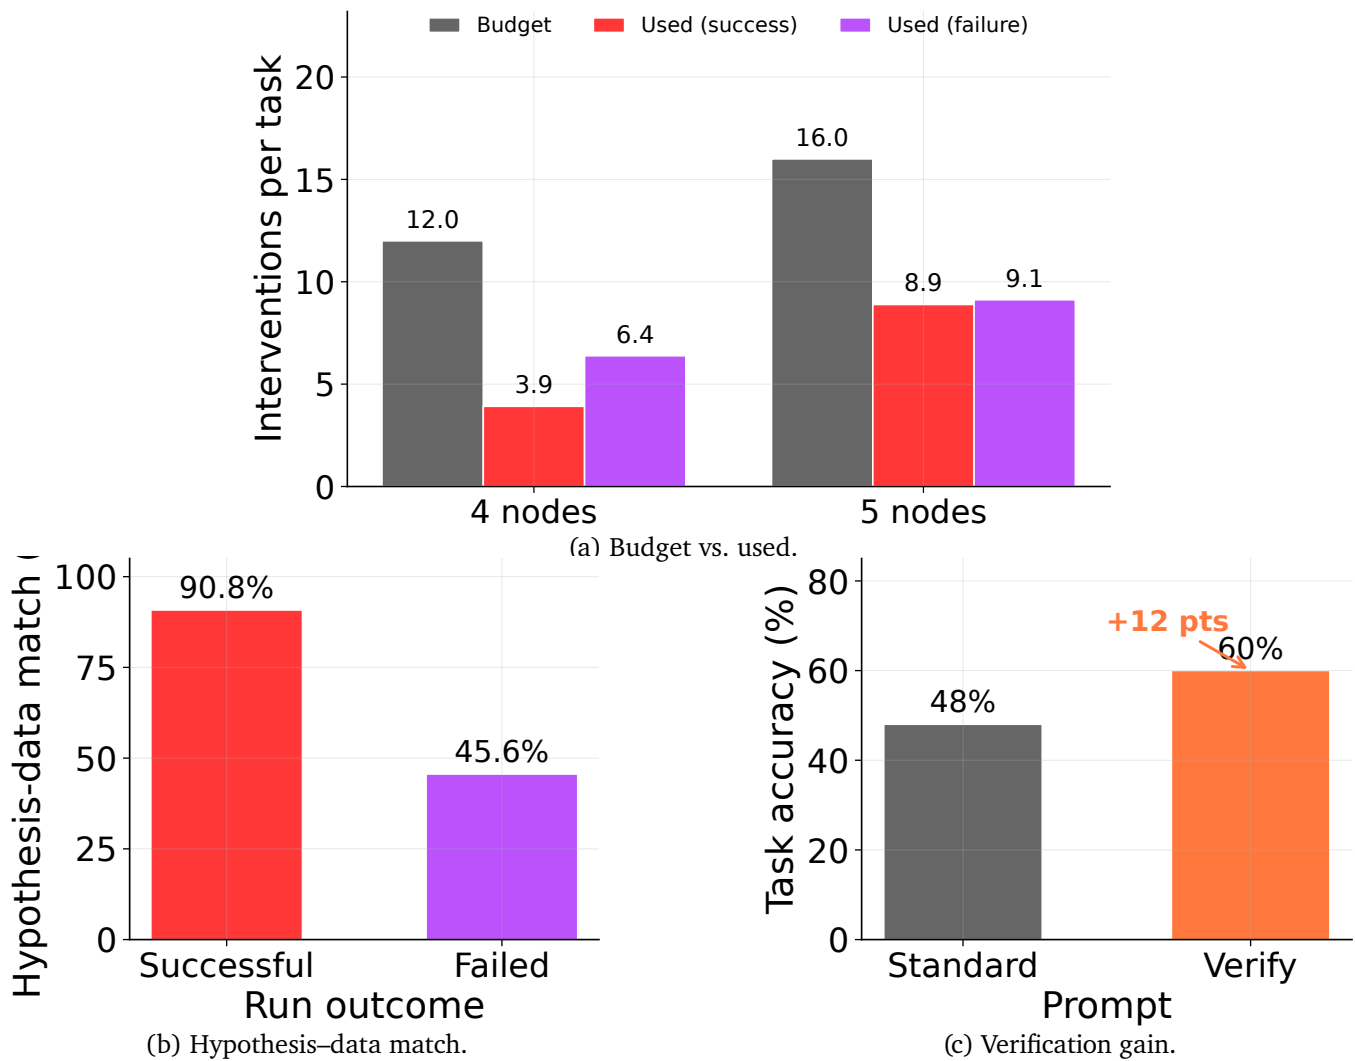 Budget Used (success) Used (failure)
Interventions per task
20
15
10
5
0
12.0
3.9
6.4
16.0
8.9
9.1
4 nodes 5 nodes
(a) Budget vs. used.
Hypothesis-data match (
100
75
50
25
0
90.8%
45.6%
Successful Failed
Run outcome
(b) Hypothesis–data match.
Task accuracy (%)
80
60
40
20
0
+12 pts
48%
60%
Standard Verify
Prompt
(c) Verification gain.